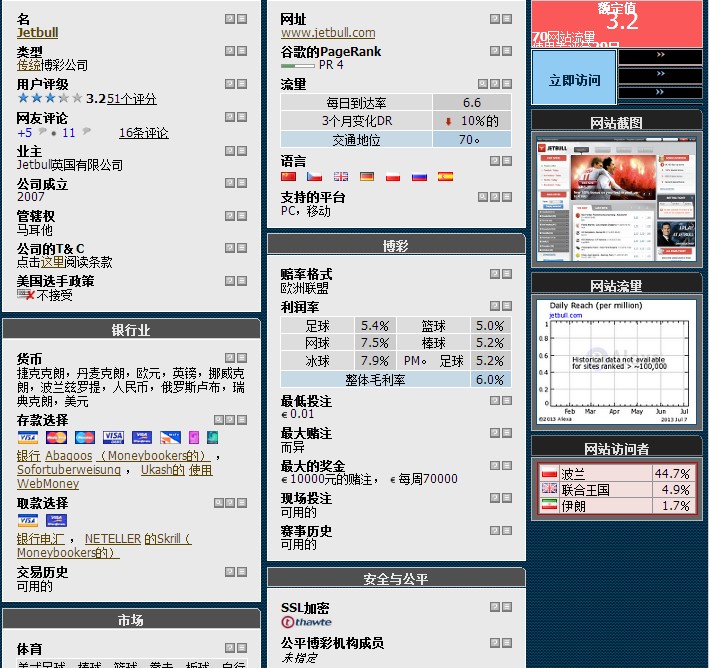 名
Jetbull
类型
传统博彩公司
用户评级
3.2 51个评分
网友评论
+5 ● 11 16条评论
业主
Jetbull英国有限公司
公司成立
2007
管辖权
马耳他
公司的T& C
点击这里阅读条款
美国选手政策
不接受
银行业
货币
捷克克朗，丹麦克朗，欧元，英镑，挪威克
朗，波兰兹罗提，人民币，俄罗斯卢布，瑞
典克朗，美元
存款选择
银行 Abaqoos （Moneybookers的），
Sofortuberweisung ， Ukash的 使用
WebMoney
取款选择
银行电汇 ， NETELLER 的Skrill（
Moneybookers的）
交易历史
可用的
市场
体育
网址
www.jetbull.com
谷歌的PageRank
PR 4
流量
每日到达率 6.6
3个月变化DR 10%的
交通地位 70。
语言
支持的平台
PC，移动
博彩
赔率格式
欧洲联盟
利润率
足球 5.4% 篮球 5.0%
网球 7.5% 棒球 5.2%
冰球 7.9% PM。 足球 5.2%
整体毛利率 6.0%
最低投注
€ 0.01
最大赌注
而异
最大的奖金
€ 10000元的赌注， € 每周70000
现场投注
可用的
赛事历史
可用的
安全与公平
SSL加密
thawte
公平博彩机构成员
未指定
额定值
3.2
70网站流量
立即访问
>>
>>
>>
网站截图
JETBULL
网站流量
Daily Reach (per million)
jetbull.com
1
0.8
0.6
0.4
0.2
0
Historical data not available
for sites ranked > ~100,000
Feb Mar Apr May Jun Jul
©2013 Alexa 2013 Jul 7
网站访问者
波兰 44.7%
联合王国 4.9%
伊朗 1.7%